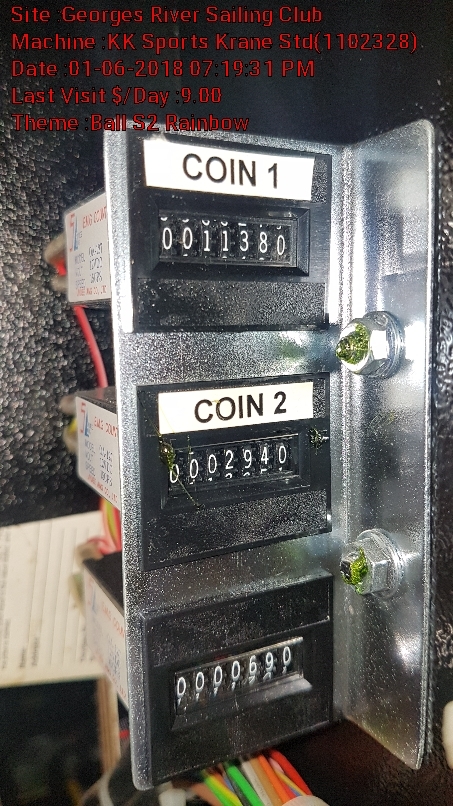 Site :Georges River Sailing Club
Machine :KK Sports Krane Std(1102328)
Date :01-06-2018 07:19:31 PM
Last Visit $/Day :9.00
Theme :Ball S2 Rainbow
COIN 1
0011380
COIN 2
0002940
0000690